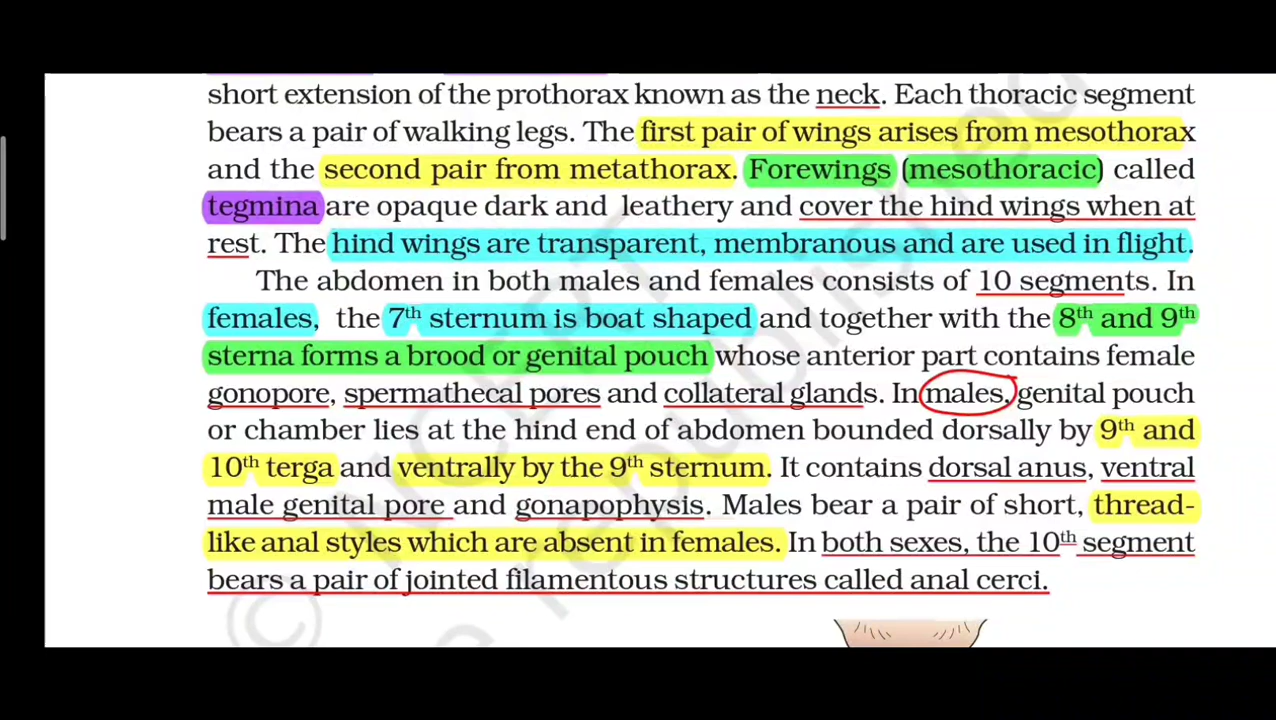 short extension of the prothorax known as the neck. Each thoracic segment
bears a pair of walking legs. The first pair of wings arises from mesothorax
and the second pair from metathorax. Forewings (mesothoracic) called
tegmina are opaque dark and leathery and cover the hind wings when at
rest. The hind wings are transparent, membranous and are used in flight.
The abdomen in both males and females consists of 10 segments. In
females, the 7th sternum is boat shaped and together with the 8th and 9th
sterna forms a brood or genital pouch whose anterior part contains female
gonopore, spermathecal pores and collateral glands. In males, genital pouch
or chamber lies at the hind end of abdomen bounded dorsally by 9th and
10th terga and ventrally by the 9th sternum. It contains dorsal anus, ventral
male genital pore and gonapophysis. Males bear a pair of short, thread-
like anal styles which are absent in females. In both sexes, the 10th segment
bears a pair of jointed filamentous structures called anal cerci.